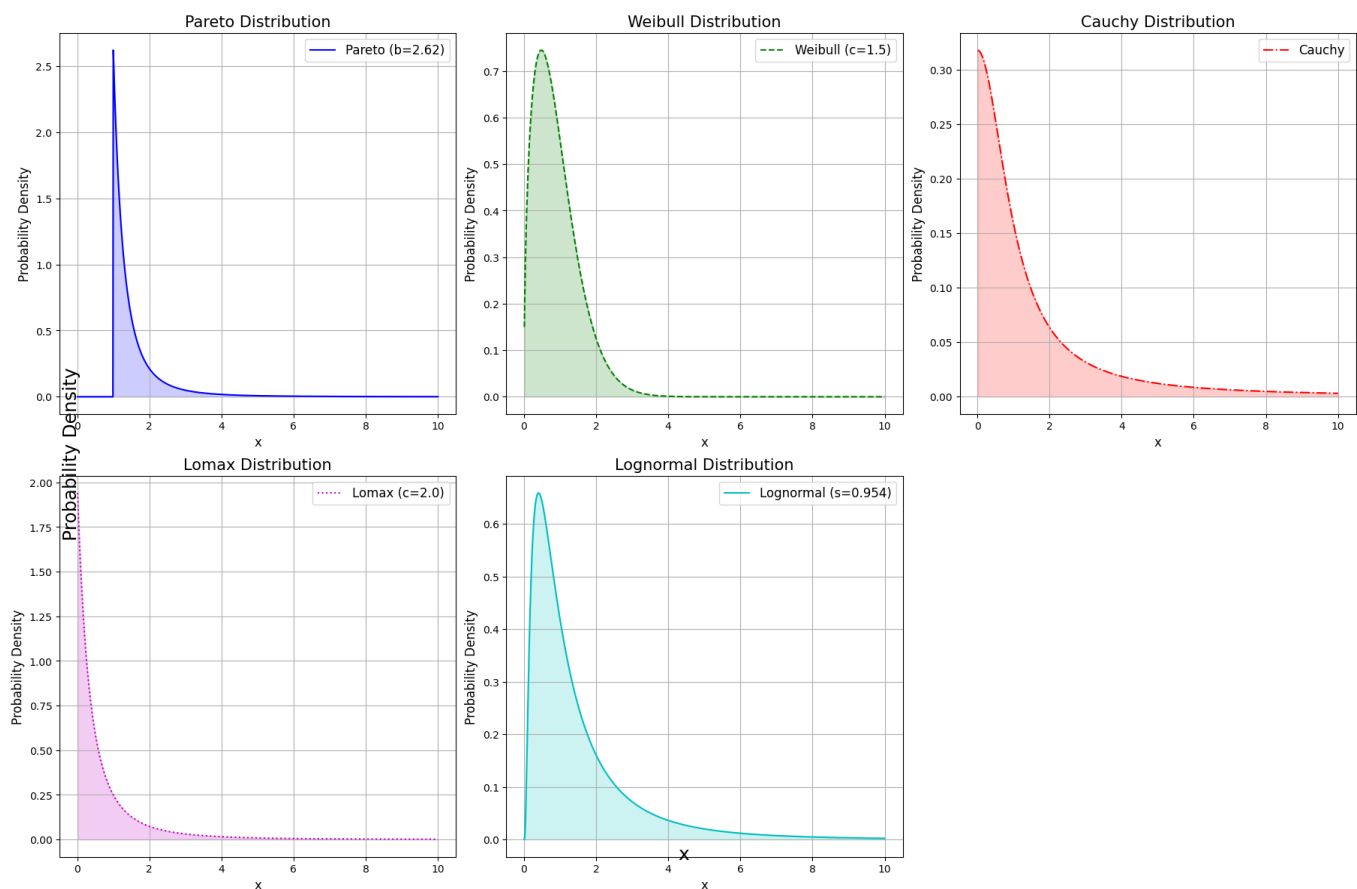 Pareto Distribution
Pareto (b=2.62)
Probability Density
2.5
2.0
1.5
1.0
0.5
0.0
0 2 4 6 8 10
x
Weibull Distribution
Weibull (c=1.5)
Probability Density
0.7
0.6
0.5
0.4
0.3
0.2
0.1
0.0
0 2 4 6 8 10
x
Cauchy Distribution
Cauchy
Probability Density
0.30
0.25
0.20
0.15
0.10
0.05
0.00
0 2 4 6 8 10
x
Probability Density
Lomax Distribution
Lomax (c=2.0)
Probability Density
2.00
1.75
1.50
1.25
1.00
0.75
0.50
0.25
0.00
0 2 4 6 8 10
x
Lognormal Distribution
Lognormal (s=0.954)
Probability Density
0.6
0.5
0.4
0.3
0.2
0.1
0.0
x
0 2 4 6 8 10
x